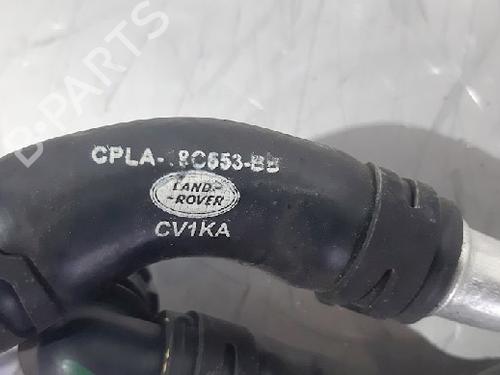 B-PARTS
CPLA- 8C653-BB
LAND-
-ROVER
CV1KA